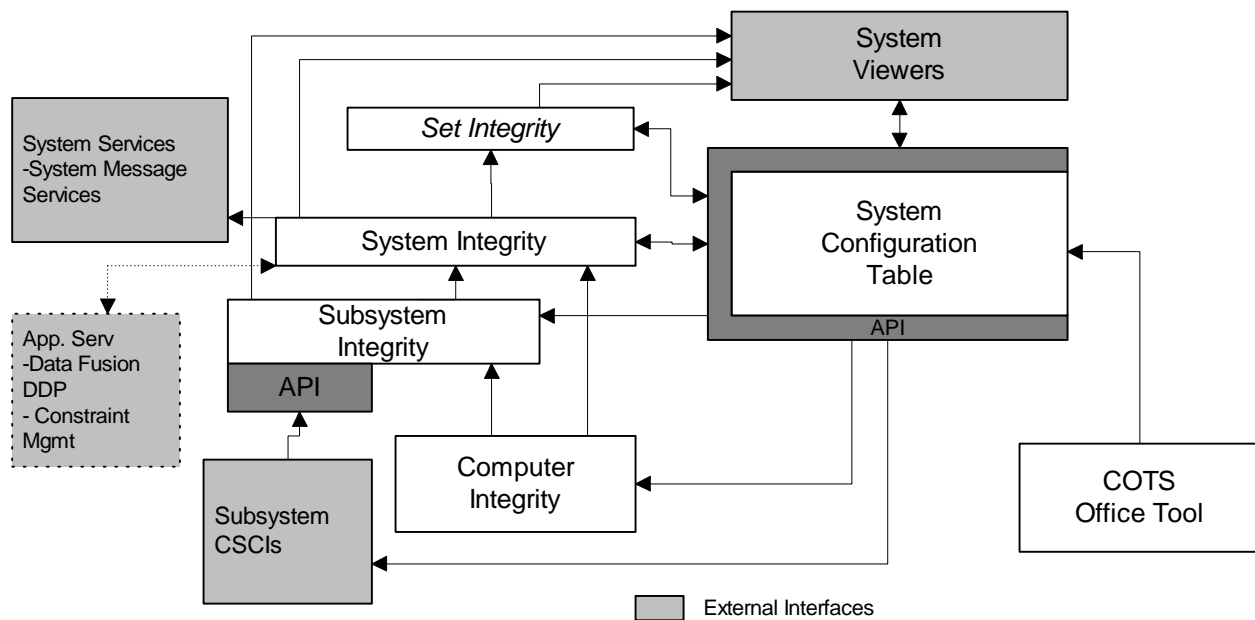 System
Viewers
Set Integrity
System Services
-System Message
Services
System Integrity
System
Configuration
Table
API
Subsystem
Integrity
API
App. Serv
-Data Fusion
DDP
- Constraint
Mgmt
Computer
Integrity
COTS
Office Tool
Subsystem
CSCIs
External Interfaces